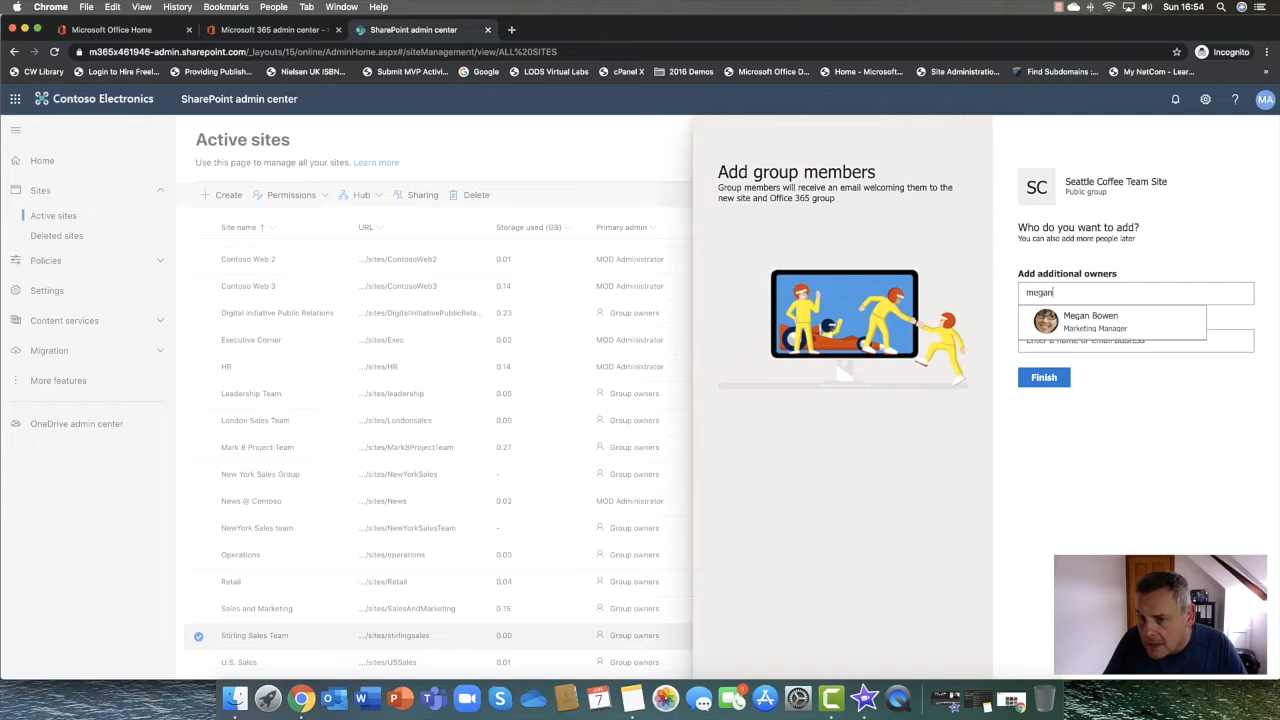 Chrome File Edit View History Bookmarks People Tab Window Help
Sun 16:54
Microsoft Office Home
Microsoft 365 admin center -
SharePoint admin center
m365x461946-admin.sharepoint.com/_layouts/15/online/AdminHome.aspx#/siteManagement/view/ALL%20SITES
Incognito
CW Library
Login to Hire Freel...
Providing Publish...
Nielsen UK ISBN...
Submit MVP Activi...
Google
LODS Virtual Labs
cPanel X
2016 Demos
Microsoft Office D...
Home - Microsoft...
Site Administratio...
Find Subdomains :...
My NetCom - Lear...
»
Contoso Electronics
SharePoint admin center
MA
Home
Sites
Active sites
Deleted sites
Policies
Settings
Content services
Migration
More features
OneDrive admin center
Active sites
Use this page to manage all your sites. Learn more
Create Permissions Hub Sharing Delete
Site name ↑ URL Storage used (GB) Primary admin
Contoso Web 2 .../sites/ContosoWeb2 0.01 MOD Administrator
Contoso Web 3 .../sites/ContosoWeb3 0.14 MOD Administrator
Digital Initiative Public Relations .../sites/DigitalInitiativePublicRela... 0.23 Group owners
Executive Corner .../sites/Exec 0.02 MOD Administrator
HR .../sites/HR 0.14 MOD Administrator
Leadership Team .../sites/leadership 0.05 Group owners
London Sales Team .../sites/Londonsales 0.00 Group owners
Mark 8 Project Team .../sites/Mark8ProjectTeam 0.27 Group owners
New York Sales Group .../sites/NewYorkSales - Group owners
News @ Contoso .../sites/News 0.02 MOD Administrator
NewYork Sales team .../sites/NewYorkSalesTeam - Group owners
Operations .../sites/operations 0.03 Group owners
Retail .../sites/Retail 0.04 Group owners
Sales and Marketing .../sites/SalesAndMarketing 0.15 Group owners
Stirling Sales Team .../sites/stirlingsales 0.00 Group owners
U.S. Sales .../sites/USSales 0.01 Group owners
Add group members
Group members will receive an email welcoming them to the
new site and Office 365 group
SC
Seattle Coffee Team Site
Public group
Who do you want to add?
You can also add more people later
Add additional owners
megan
Megan Bowen
Marketing Manager
Enter a name or email address
Finish
JUN
7
1